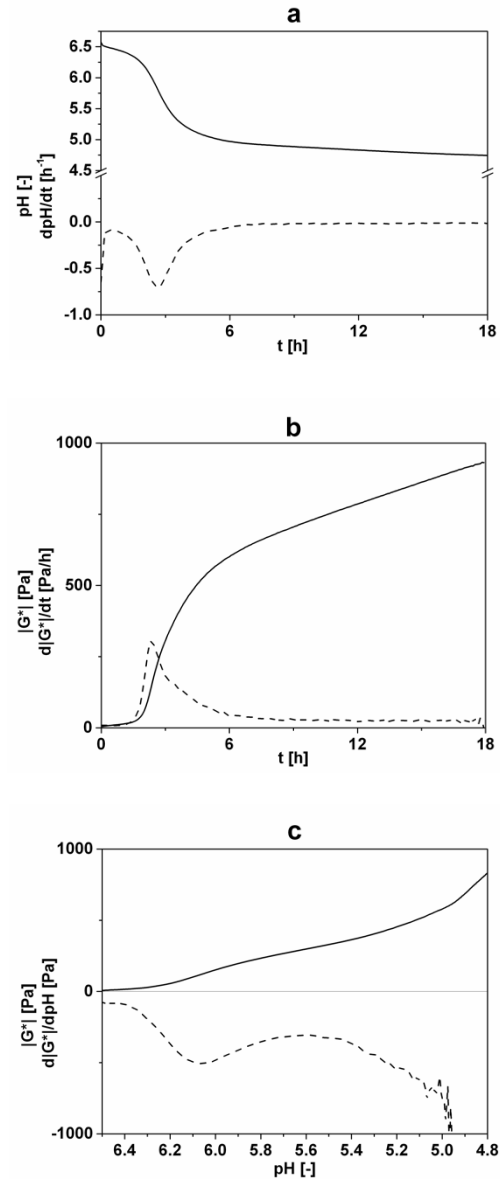 a
6.5
6.0
5.5
5.0
4.5
0.0
-0.5
-1.0
pH [-]
dpH/dt [h⁻¹]
0 6 12 18
t [h]
b
1000
500
0
|G*| [Pa]
d|G*|/dt [Pa/h]
0 6 12 18
t [h]
c
1000
0
-1000
|G*| [Pa]
d|G*|/dpH [Pa]
6.4 6.2 6.0 5.8 5.6 5.4 5.2 5.0 4.8
pH [-]